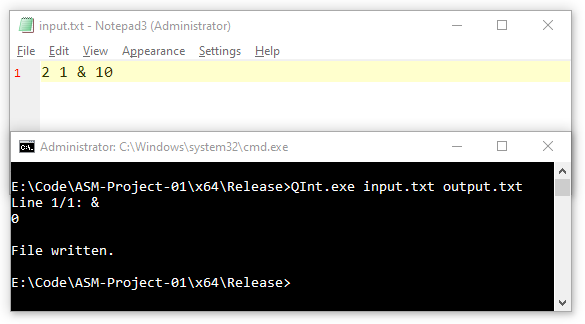 input.txt - Notepad3 (Administrator)
File Edit View Appearance Settings Help
1 2 1 & 10
Administrator: C:\Windows\system32\cmd.exe
E:\Code\ASM-Project-01\x64\Release>QInt.exe input.txt output.txt
Line 1/1: &
0
File written.
E:\Code\ASM-Project-01\x64\Release>